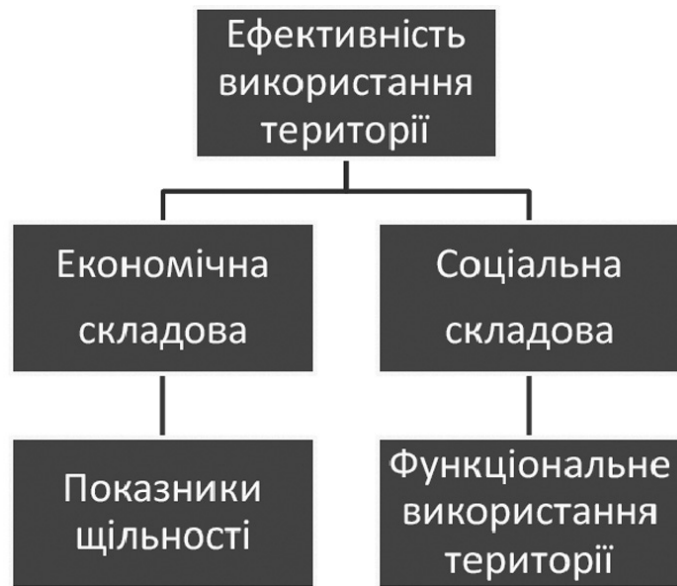 Ефективність
використання
території
Економічна
складова
Соціальна
складова
Показники
щільності
Функціональне
використання
території